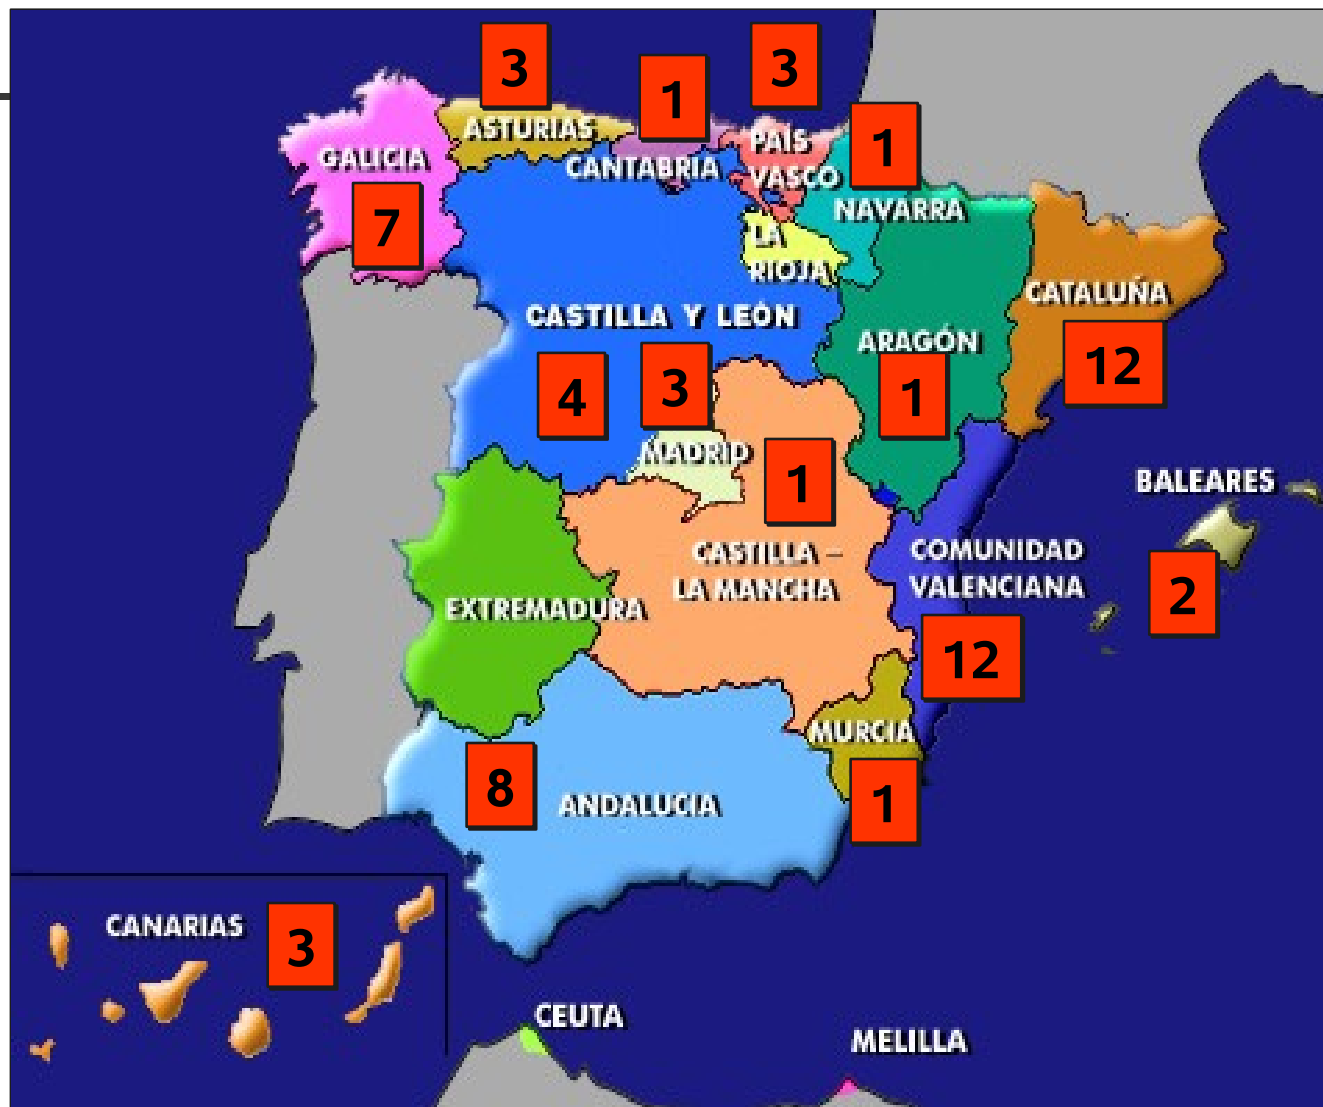 3
3
1
ASTURIAS
1
PAIS
VASCO
GALICIA
CANTABRIA
7
NAVARRA
LA
RIOJA
CATALUÑA
CASTILLA Y LEÓN
ARAGÓN
12
4
3
1
MADRID
1
BALEARES
CASTILLA –
LA MANCHA
COMUNIDAD
VALENCIANA
2
EXTREMADURA
12
MURCIA
8
ANDALUCIA
1
CANARIAS
3
CEUTA
MELILLA